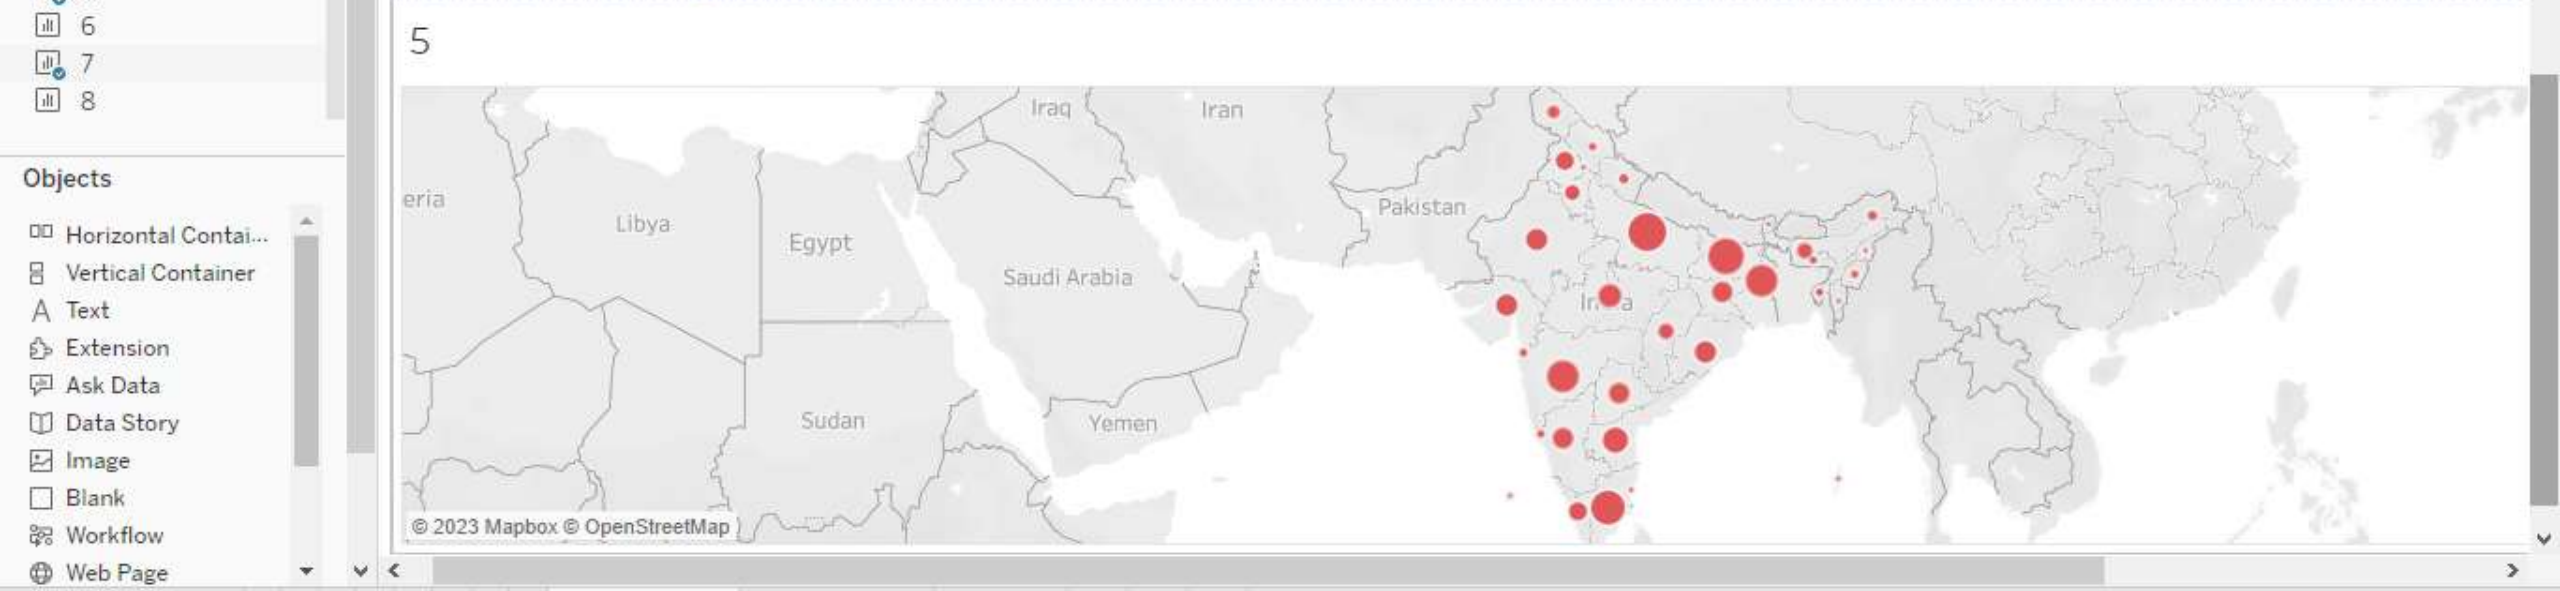 6
7
8
5
Objects
Horizontal Contai...
Vertical Container
Text
Extension
Ask Data
Data Story
Image
Blank
Workflow
Web Page
Iraq
Iran
eria
Libya
Egypt
Saudi Arabia
Pakistan
Sudan
Yemen
© 2023 Mapbox © OpenStreetMap